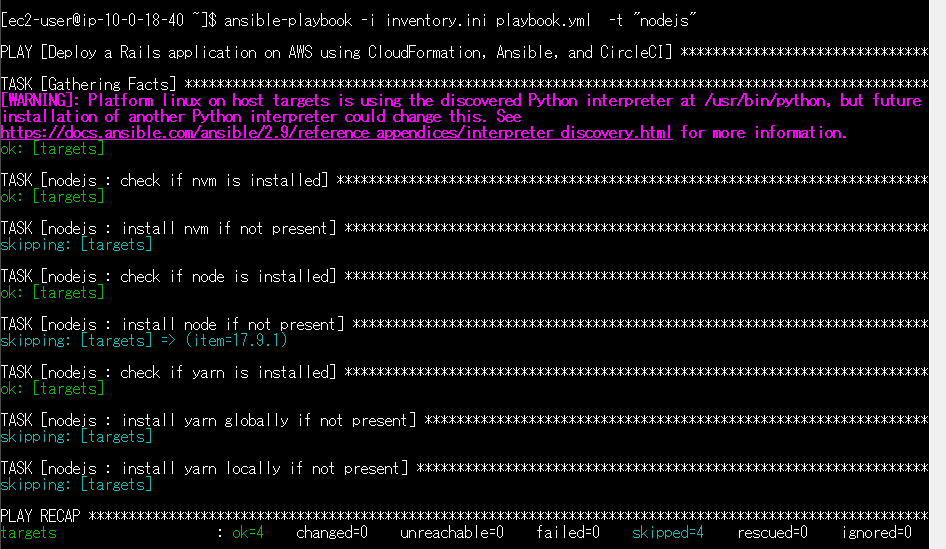 [ec2-user@ip-10-0-18-40 ~]$ ansible-playbook -i inventory.ini playbook.yml  -t "nodejs"
PLAY [Deploy a Rails application on AWS using CloudFormation, Ansible, and CircleCI] *******************************
TASK [Gathering Facts] *********************************************************************************************
[WARNING]: Platform linux on host targets is using the discovered Python interpreter at /usr/bin/python, but future
installation of another Python interpreter could change this. See
https://docs.ansible.com/ansible/2.9/reference_appendices/interpreter_discovery.html for more information.
ok: [targets]
TASK [nodejs : check if nvm is installed] **************************************************************************
ok: [targets]
TASK [nodejs : install nvm if not present] *************************************************************************
skipping: [targets]
TASK [nodejs : check if node is installed] *************************************************************************
ok: [targets]
TASK [nodejs : install node if not present] ************************************************************************
skipping: [targets] => (item=17.9.1)
TASK [nodejs : check if yarn is installed] *************************************************************************
ok: [targets]
TASK [nodejs : install yarn globally if not present] ***************************************************************
skipping: [targets]
TASK [nodejs : install yarn locally if not present] ****************************************************************
skipping: [targets]
PLAY RECAP *********************************************************************************************************
targets                    : ok=4    changed=0    unreachable=0    failed=0    skipped=4    rescued=0    ignored=0